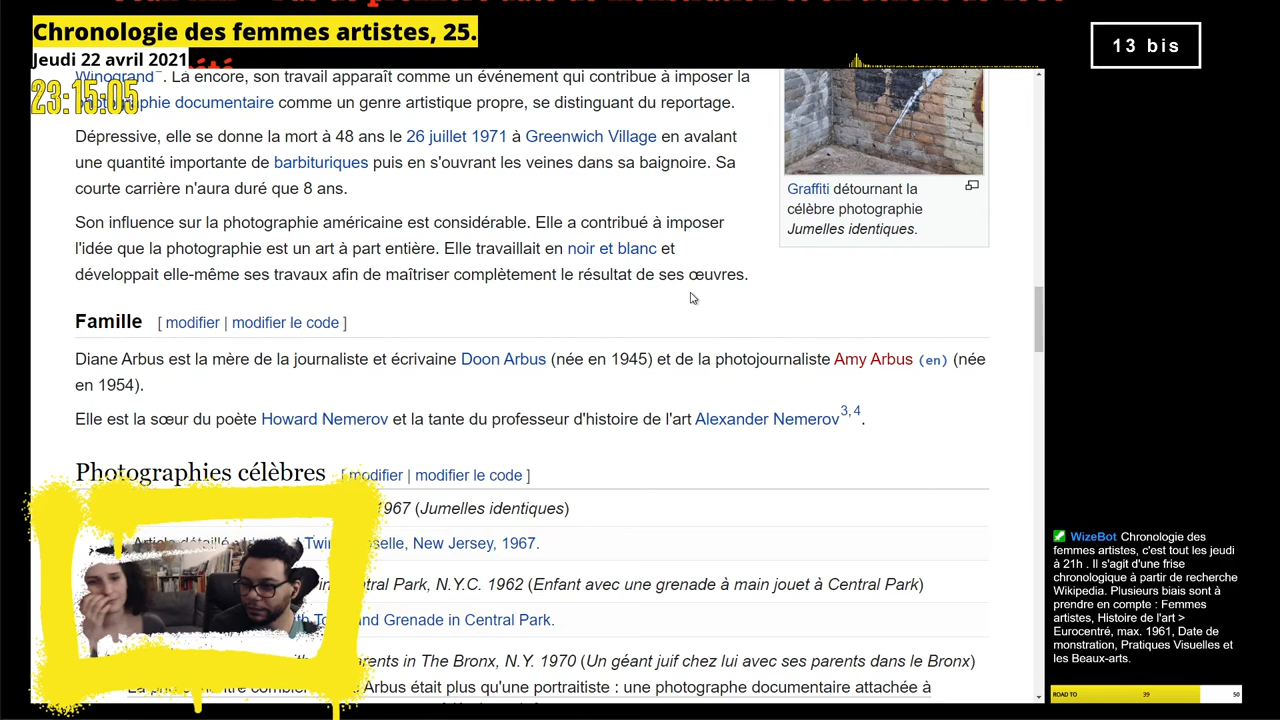 Chronologie des femmes artistes, 25.
Jeudi 22 avril 2021
23:15:05
13 bis
Winogrand. Là encore, son travail apparaît comme un événement qui contribue à imposer la
photographie documentaire comme un genre artistique propre, se distinguant du reportage.
Dépressive, elle se donne la mort à 48 ans le 26 juillet 1971 à Greenwich Village en avalant
une quantité importante de barbituriques puis en s'ouvrant les veines dans sa baignoire. Sa
courte carrière n'aura duré que 8 ans.
Son influence sur la photographie américaine est considérable. Elle a contribué à imposer
l'idée que la photographie est un art à part entière. Elle travaillait en noir et blanc et
développait elle-même ses travaux afin de maîtriser complètement le résultat de ses œuvres.
Graffiti détournant la
célèbre photographie
Jumelles identiques.
Famille [ modifier | modifier le code ]
Diane Arbus est la mère de la journaliste et écrivaine Doon Arbus (née en 1945) et de la photojournaliste Amy Arbus (en) (née
en 1954).
Elle est la sœur du poète Howard Nemerov et la tante du professeur d'histoire de l'art Alexander Nemerov3,4.
Photographies célèbres [ modifier | modifier le code ]
1967 (Jumelles identiques)
Article détaillé Twins, Roselle, New Jersey, 1967.
in Central Park, N.Y.C. 1962 (Enfant avec une grenade à main jouet à Central Park)
Grenade in Central Park.
parents in The Bronx, N.Y. 1970 (Un géant juif chez lui avec ses parents dans le Bronx)
Arbus était plus qu'une portraitiste : une photographe documentaire attachée à
WizeBot Chronologie des
femmes artistes, c'est tout les jeudi
à 21h . Il s'agit d'une frise
chronologique à partir de recherche
Wikipedia. Plusieurs biais sont à
prendre en compte : Femmes
artistes, Histoire de l'art >
Eurocentré, max. 1961, Date de
monstration, Pratiques Visuelles et
les Beaux-arts.
ROAD TO 39 50